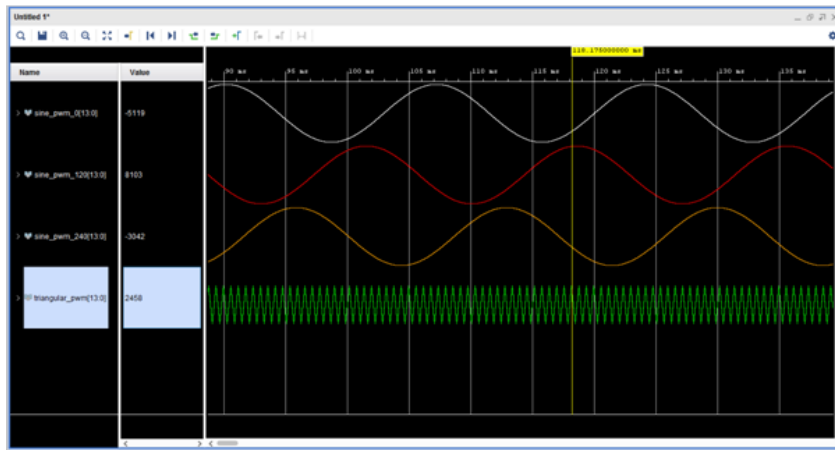 Untitled 1*
118.175000000 ms
Name Value
90 ms 95 ms 100 ms 105 ms 110 ms 115 ms 120 ms 125 ms 130 ms 135 ms
sine_pwm_0[13:0] -5119
sine_pwm_120[13:0] 8103
sine_pwm_240[13:0] -3042
triangular_pwm[13:0] 2458